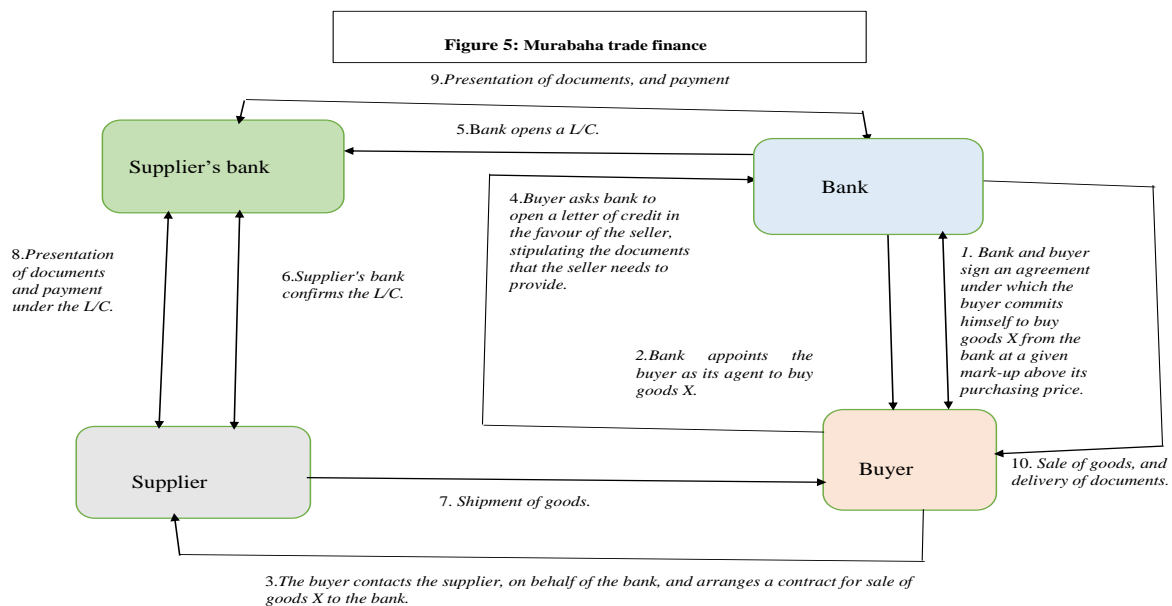 Figure 5: Murabaha trade finance
9.Presentation of documents, and payment
5.Bank opens a L/C.
Supplier's bank
Bank
4.Buyer asks bank to
open a letter of credit in
the favour of the seller,
stipulating the documents
that the seller needs to
provide.
8.Presentation
of documents
and payment
under the L/C.
6.Supplier's bank
confirms the L/C.
1. Bank and buyer
sign an agreement
under which the
buyer commits
himself to buy
goods X from the
bank at a given
mark-up above its
purchasing price.
2.Bank appoints the
buyer as its agent to buy
goods X.
Supplier
Buyer
10. Sale of goods, and
delivery of documents.
7. Shipment of goods.
3.The buyer contacts the supplier, on behalf of the bank, and arranges a contract for sale of
goods X to the bank.